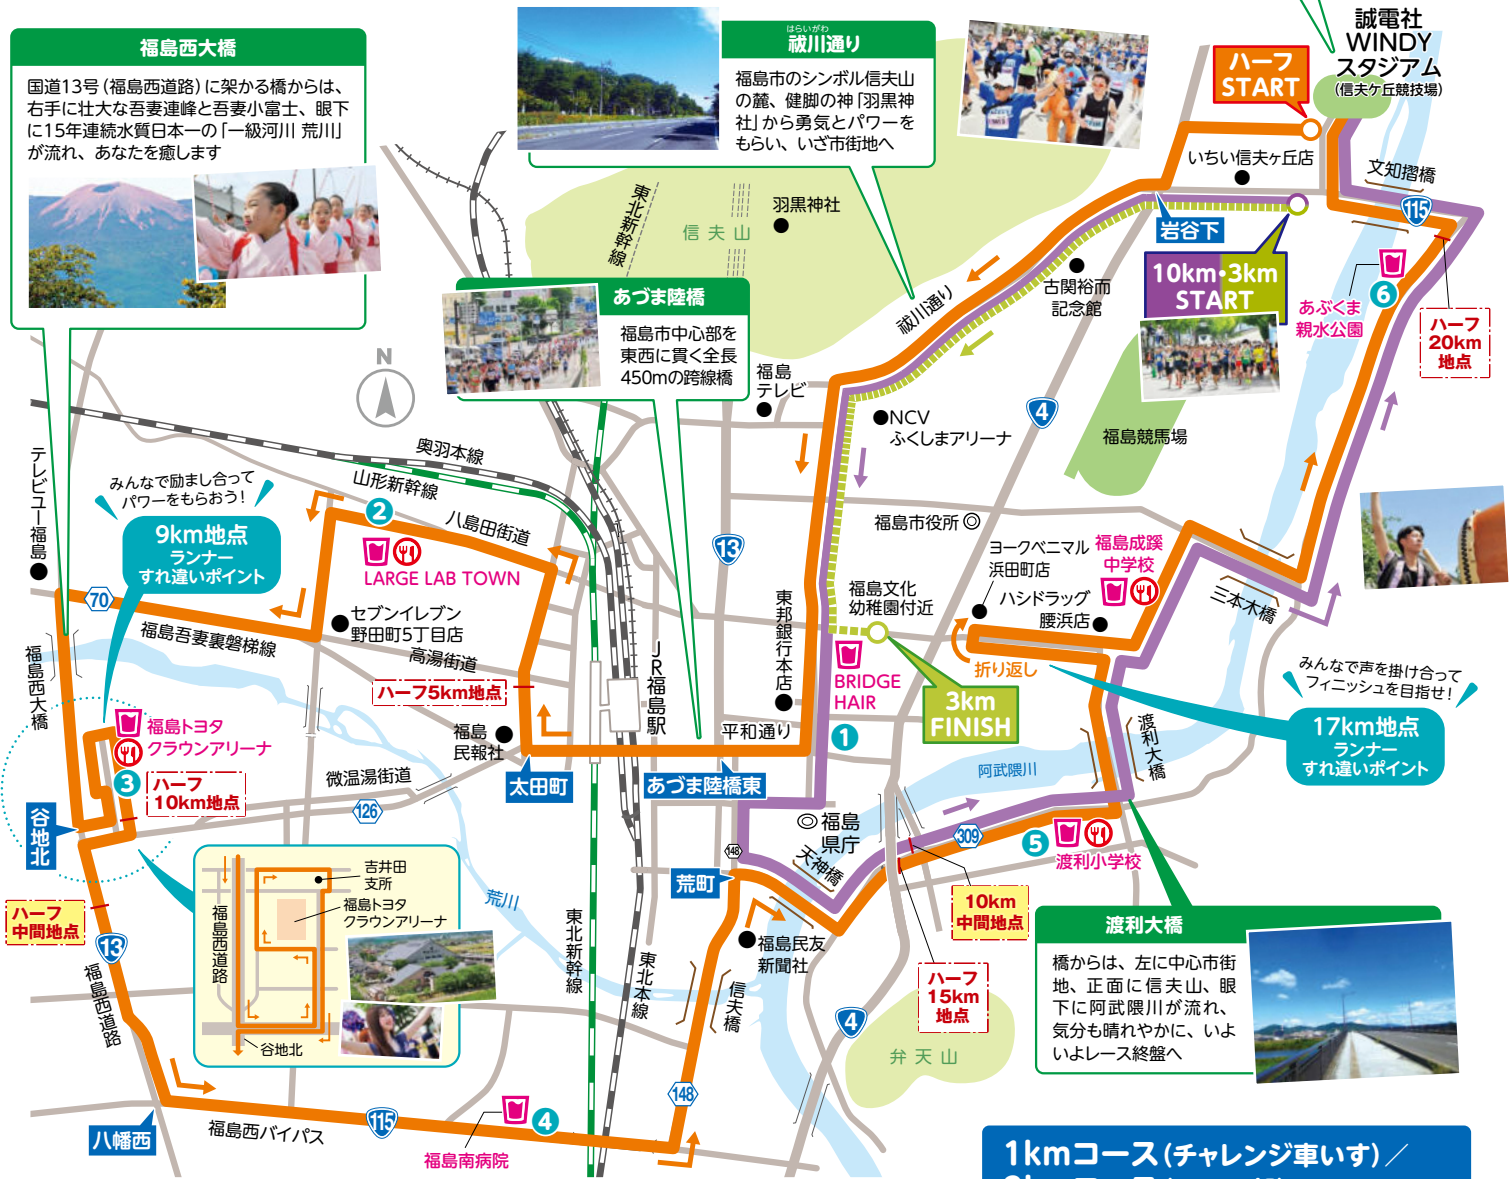 福島西大橋
国道13号(福島西道路)に架かる橋からは、
右手に壮大な吾妻連峰と吾妻小富士、眼下
に15年連続水質日本一の「一級河川 荒川」
が流れ、あなたを癒します
はらいがわ
祓川通り
福島市のシンボル信夫山
の麓、健脚の神「羽黒神
社」から勇気とパワーを
もらい、いざ市街地へ
誠電社
WINDY
スタジアム
(信夫ケ丘競技場)
ハーフ
START
いちい信夫ヶ丘店
文知摺橋
115
岩谷下
10km・3km
START
古関裕而
記念館
あぶくま
親水公園
6
ハーフ
20km
地点
東北新幹線
信夫山
羽黒神社
祓川通り
あづま陸橋
福島市中心部を
東西に貫く全長
450mの跨線橋
福島
テレビ
NCV
ふくしまアリーナ
4
福島競馬場
N
奥羽本線
山形新幹線
八島田街道
2
LARGE LAB TOWN
テレビユー福島
みんなで励まし合って
パワーをもらおう!
9km地点
ランナー
すれ違いポイント
70
福島吾妻裏磐梯線
セブンイレブン
野田町5丁目店
高湯街道
ハーフ5km地点
福島
民報社
JR福島駅
13
東邦銀行本店
平和通り
福島市役所
福島文化
幼稚園付近
ヨークベニマル
浜田町店
福島成蹊
中学校
ハシドラッグ
腰浜店
三本木橋
折り返し
BRIDGE
HAIR
3km
FINISH
1
みんなで声を掛け合って
フィニッシュを目指せ!
17km地点
ランナー
すれ違いポイント
渡利大橋
阿武隈川
福島西大橋
福島トヨタ
クラウンアリーナ
3
ハーフ
10km地点
谷地北
微温湯街道
126
太田町
あづま陸橋東
福島
県庁
天神橋
148
荒町
309
5
渡利小学校
10km
中間地点
ハーフ
15km
地点
福島民友
新聞社
信夫橋
4
弁天山
渡利大橋
橋からは、左に中心市街
地、正面に信夫山、眼
下に阿武隈川が流れ、
気分も晴れやかに、いよ
いよレース終盤へ
ハーフ
中間地点
13
福島西道路
吉井田
支所
福島トヨタ
クラウンアリーナ
福島西道路
谷地北
荒川
東北新幹線
東北本線
148
八幡西
福島西バイパス
115
4
福島南病院
1kmコース(チャレンジ車いす)/